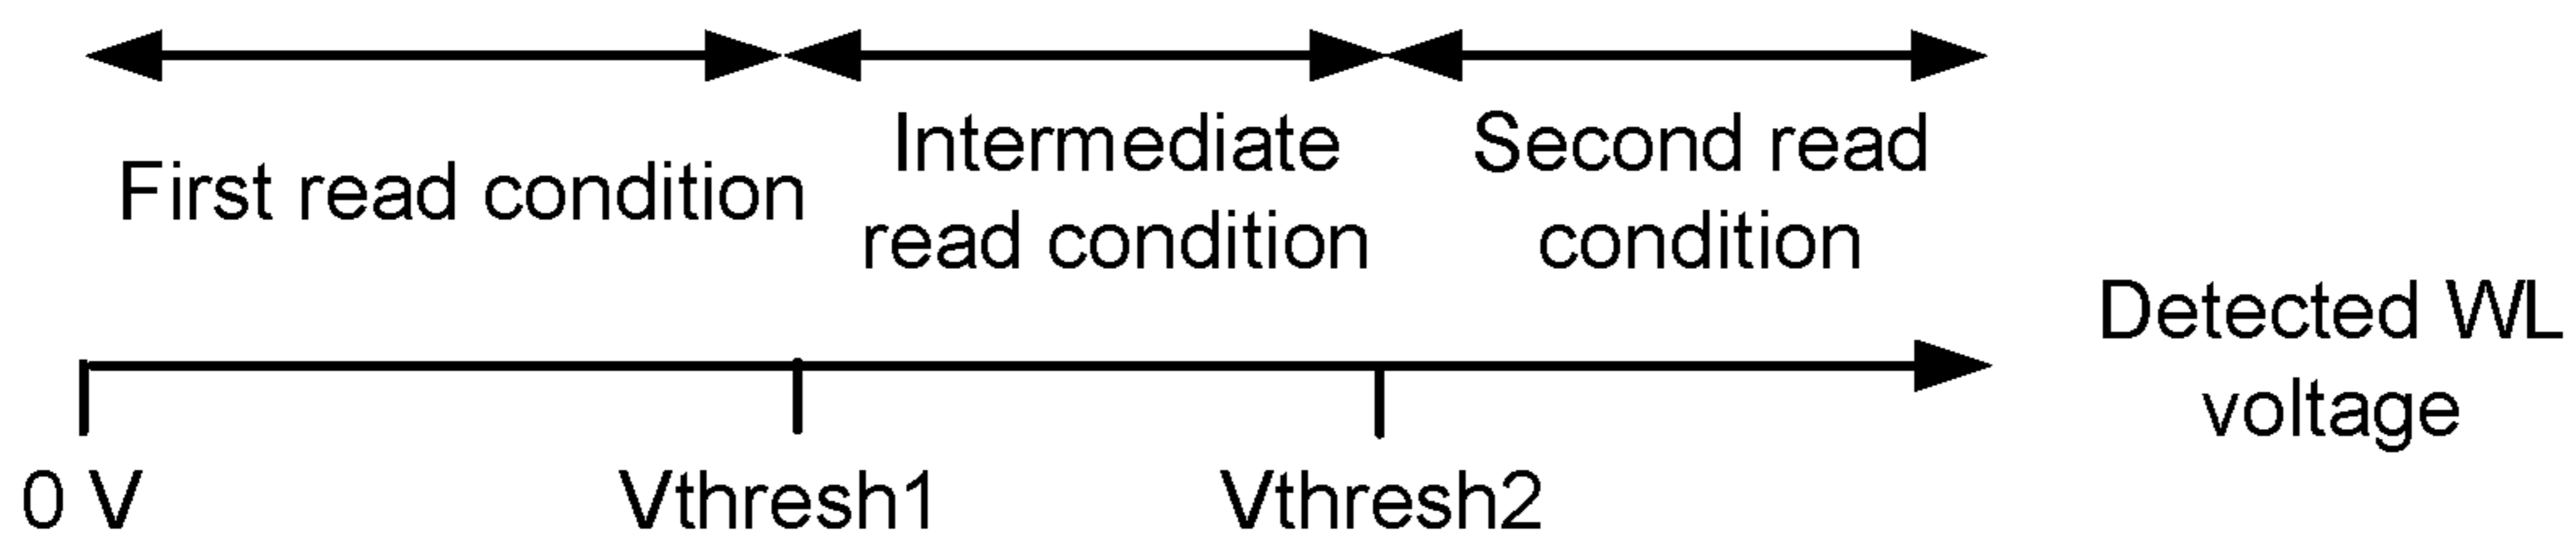 First read condition
Intermediate
read condition
Second read
condition
Detected WL
voltage
0 V
Vthresh1
Vthresh2